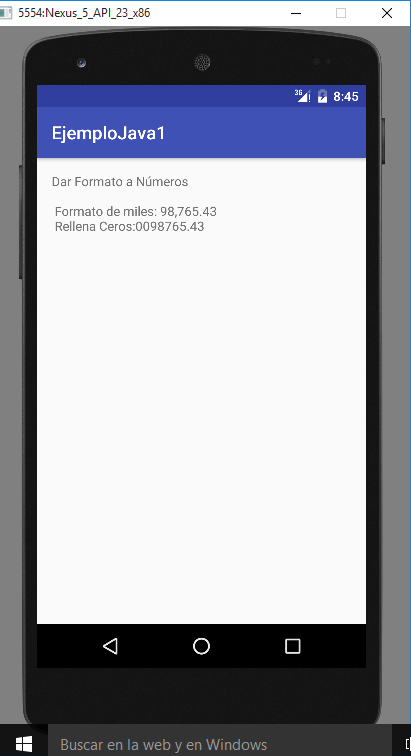 5554:Nexus_5_API_23_x86
3G 8:45
EjemploJava1
Dar Formato a Números
Formato de miles: 98,765.43
Rellena Ceros:0098765.43
Buscar en la web y en Windows